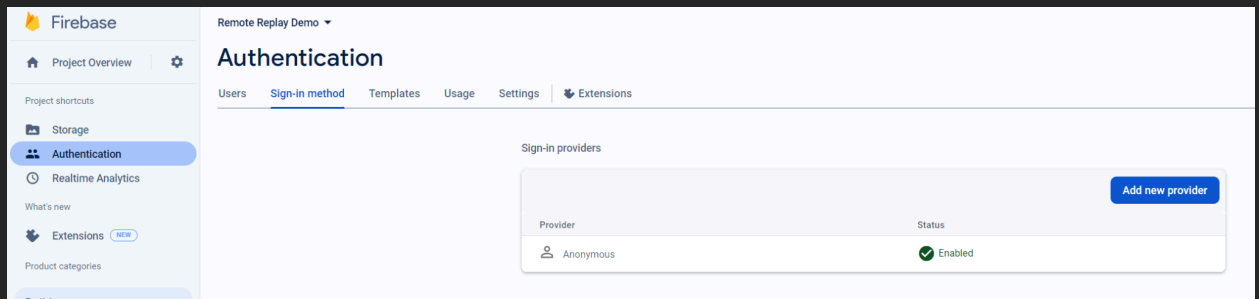 Firebase
Project Overview
Project shortcuts
Storage
Authentication
Realtime Analytics
What's new
Extensions NEW
Product categories
Remote Replay Demo
Authentication
Users Sign-in method Templates Usage Settings Extensions
Sign-in providers
Add new provider
Provider Status
Anonymous Enabled